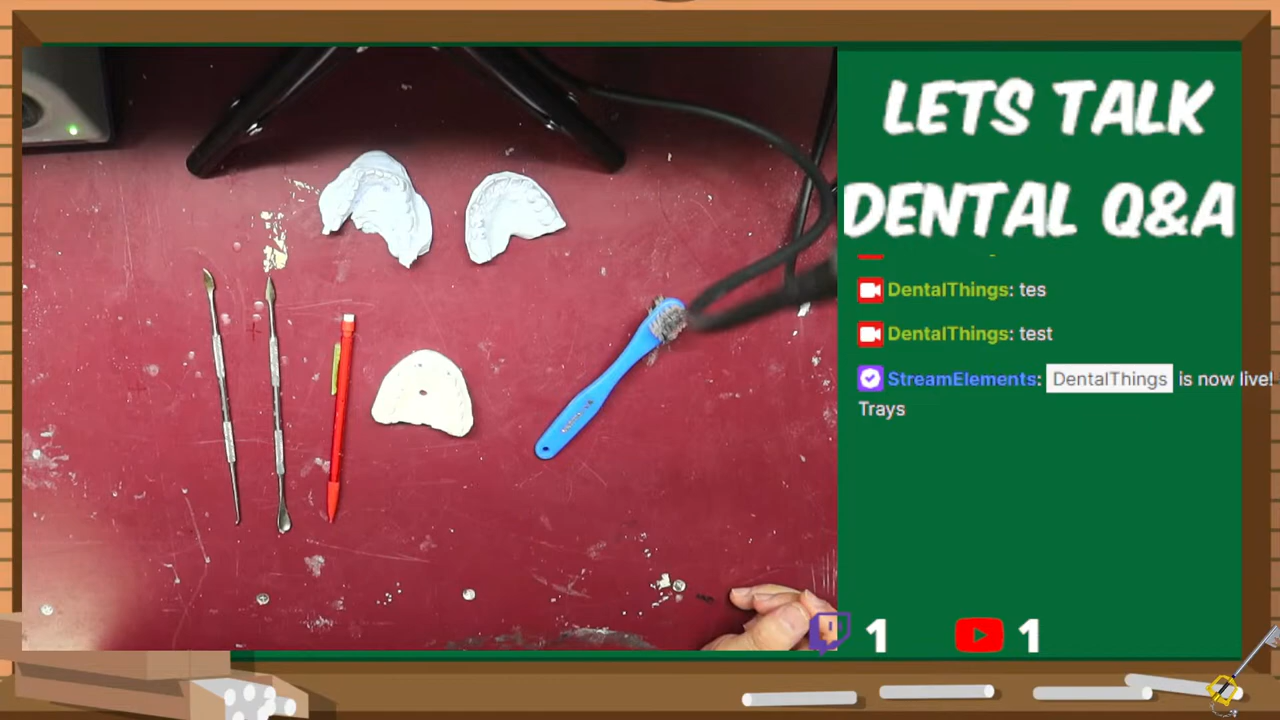 LETS TALK
DENTAL Q&A
DentalThings: tes
DentalThings: test
StreamElements: DentalThings is now live!
Trays
1 1